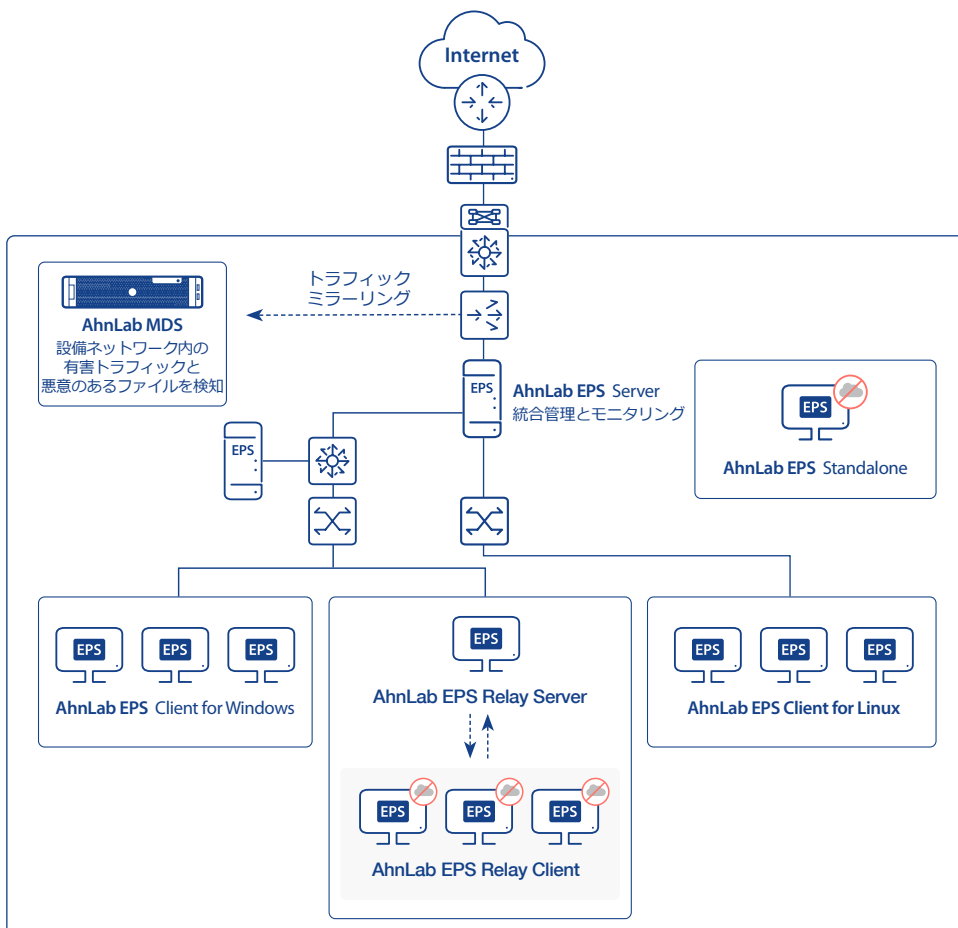 Internet
トラフィック
ミラーリング
AhnLab MDS
設備ネットワーク内の
有害トラフィックと
悪意のあるファイルを検知
EPS
AhnLab EPS Server
統合管理とモニタリング
EPS
EPS
AhnLab EPS Standalone
EPS
EPS
EPS
AhnLab EPS Client for Windows
EPS
AhnLab EPS Relay Server
EPS
EPS
EPS
AhnLab EPS Relay Client
EPS
EPS
EPS
AhnLab EPS Client for Linux